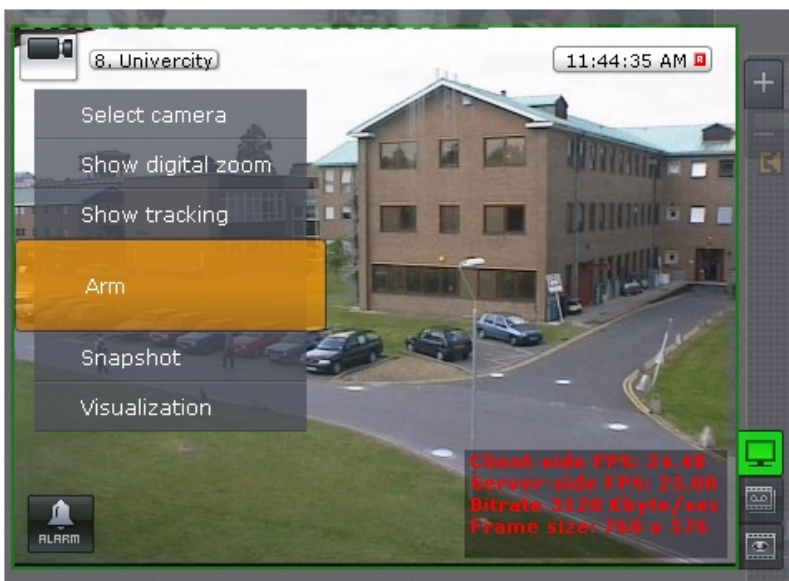 8. Univercity
11:44:35 AM R
Select camera
Show digital zoom
Show tracking
Arm
Snapshot
Visualization
Client-side FPS: 24.48
Server-side FPS: 25.00
Bitrate 3128 Kbyte/sec
Frame size: 768 x 576
ALARM